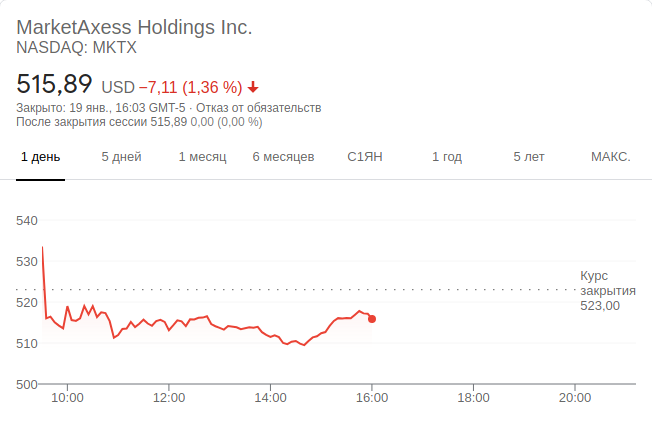 MarketAxess Holdings Inc.
NASDAQ: MKTX
515,89 USD −7,11 (1,36 %)
Закрыто: 19 янв., 16:03 GMT-5 · Отказ от обязательств
После закрытия сессии 515,89 0,00 (0,00 %)
1 день 5 дней 1 месяц 6 месяцев С1ЯН 1 год 5 лет МАКС.
540
530
Курс
закрытия
523,00
520
510
500
10:00 12:00 14:00 16:00 18:00 20:00